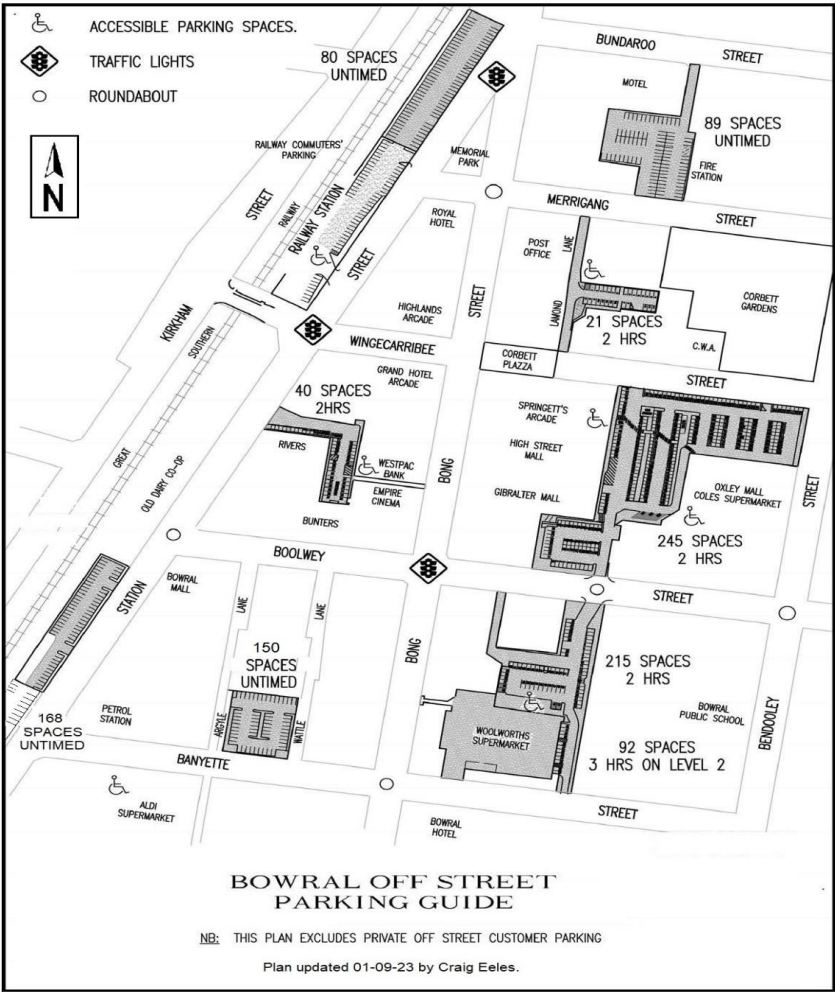 ACCESSIBLE PARKING SPACES.
TRAFFIC LIGHTS
ROUNDABOUT
N
80 SPACES
UNTIMED
BUNDAROO
STREET
MOTEL
89 SPACES
UNTIMED
FIRE
STATION
RAILWAY COMMUTERS'
PARKING
MEMORIAL
PARK
MERRIGANG
STREET
STREET
RAILWAY
RAILWAY STATION
STREET
ROYAL
HOTEL
STREET
POST
OFFICE
LANE
LAMOND
CORBETT
GARDENS
HIGHLANDS
ARCADE
21 SPACES
2 HRS
C.W.A.
KIRKHAM
SOUTHERN
WINGECARRIBEE
CORBETT
PLAZZA
STREET
GRAND HOTEL
ARCADE
40 SPACES
2HRS
SPRINGETT'S
ARCADE
HIGH STREET
MALL
GIBRALTER MALL
RIVERS
WESTPAC
BANK
EMPIRE
CINEMA
BONG
OXLEY MALL
COLES SUPERMARKET
STREET
GREAT
OLD DAIRY CO-OP
BUNTERS
245 SPACES
2 HRS
BOOLWEY
STREET
STATION
BOWRAL
MALL
LANE
LANE
BONG
150
SPACES
UNTIMED
215 SPACES
2 HRS
BOWRAL
PUBLIC SCHOOL
BENDOOLEY
PETROL
STATION
ARGYLE
WATTLE
WOOLWORTHS
SUPERMARKET
92 SPACES
3 HRS ON LEVEL 2
168
SPACES
UNTIMED
BANYETTE
STREET
ALDI
SUPERMARKET
BOWRAL
HOTEL
BOWRAL OFF STREET
PARKING GUIDE
NB: THIS PLAN EXCLUDES PRIVATE OFF STREET CUSTOMER PARKING
Plan updated 01-09-23 by Craig Eeles.